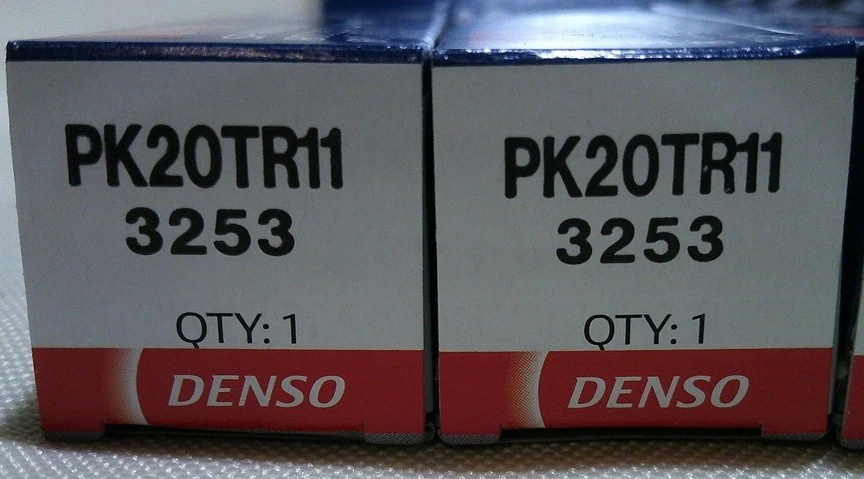 PK20TR11
3253
QTY: 1
DENSO
PK20TR11
3253
QTY: 1
DENSO